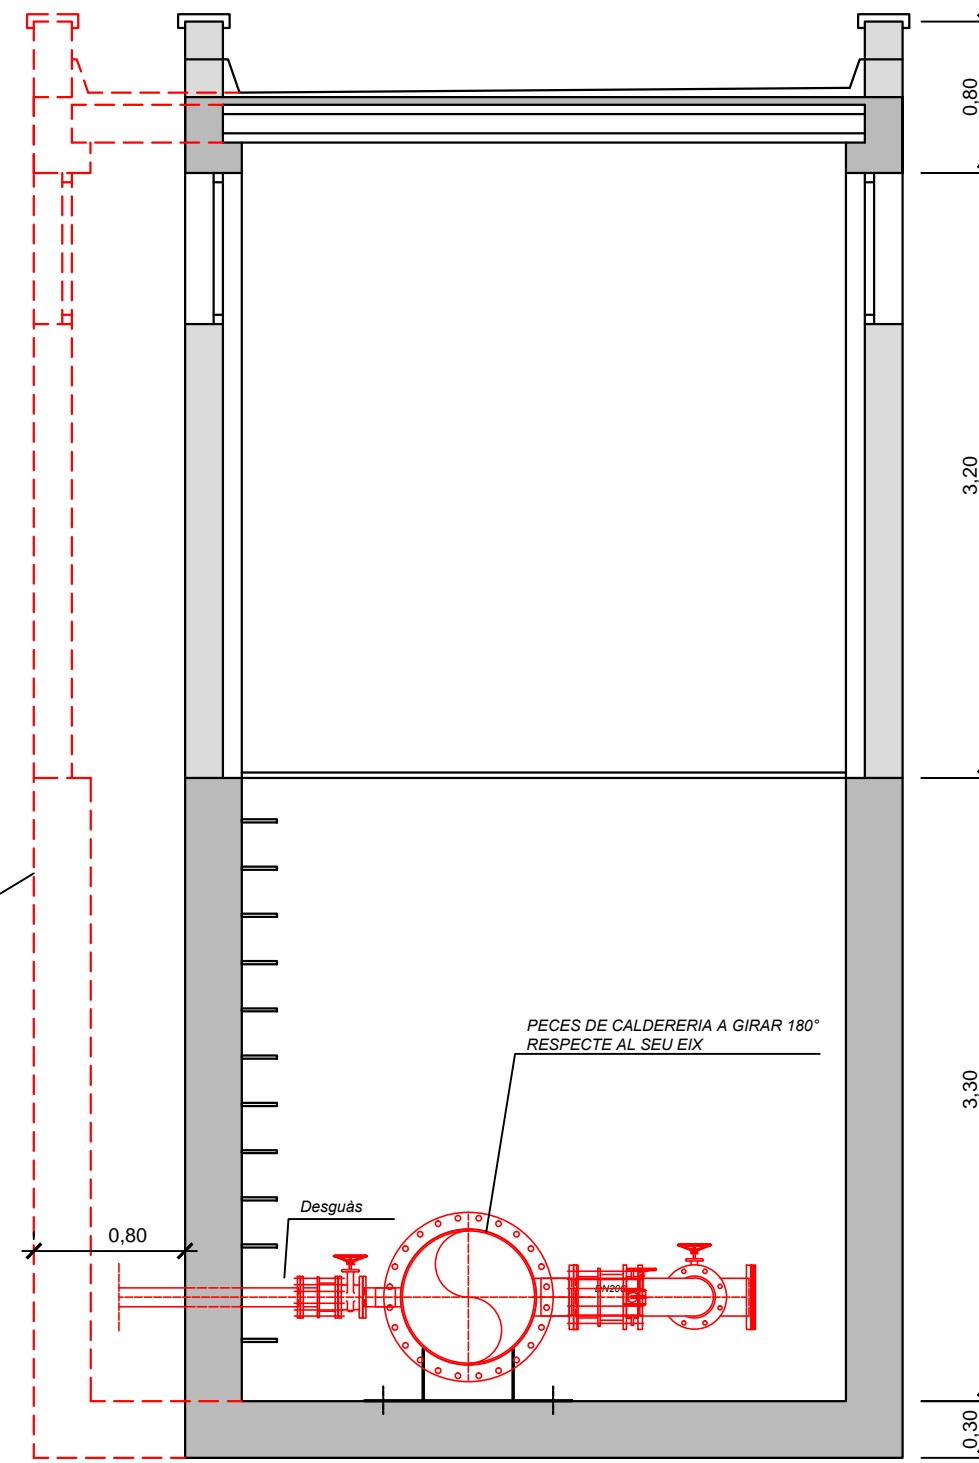 0,80
3,20
PECES DE CALDERERIA A GIRAR 180°
RESPECTE AL SEU EIX
3,30
Desguàs
0,80
0,30